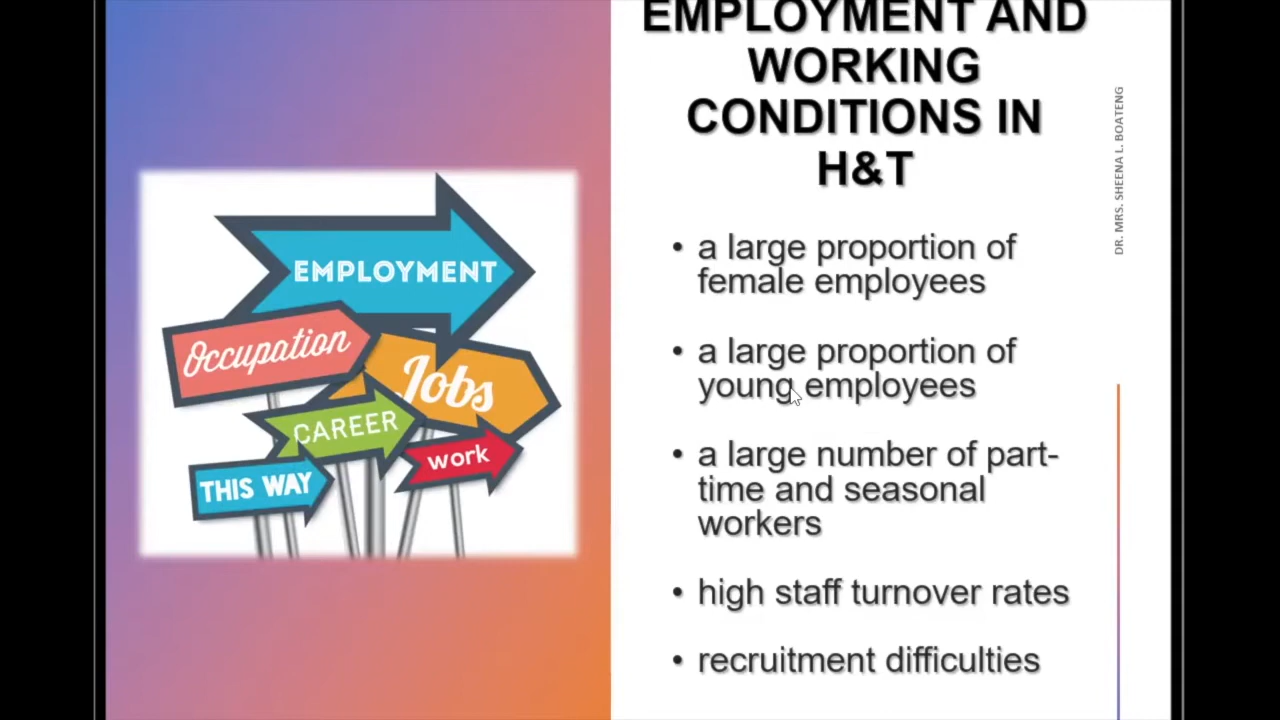 EMPLOYMENT AND
WORKING
CONDITIONS IN
H&T
• a large proportion of
female employees
• a large proportion of
young employees
• a large number of part-
time and seasonal
workers
• high staff turnover rates
• recruitment difficulties
EMPLOYMENT
Occupation
Jobs
CAREER
work
THIS WAY
DR. MRS. SHEENA L. BOATENG